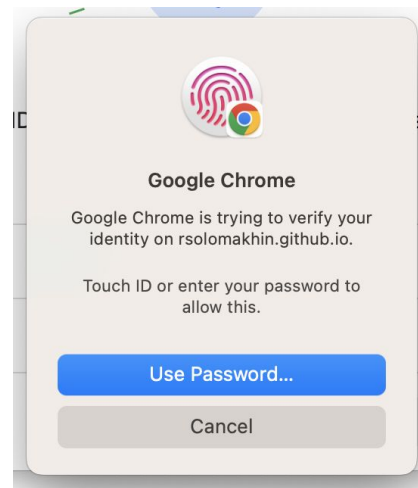 Google Chrome
Google Chrome is trying to verify your
identity on rsolomakhin.github.io.
Touch ID or enter your password to
allow this.
Use Password...
Cancel